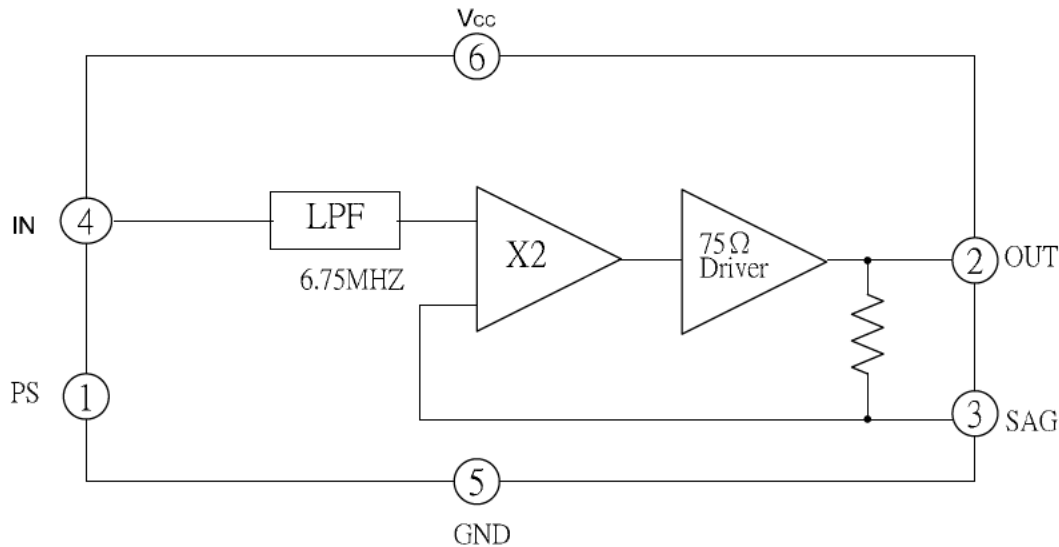 Vcc
6
IN
4
LPF
6.75MHZ
X2
75Ω
Driver
2
OUT
PS
1
3
SAG
5
GND